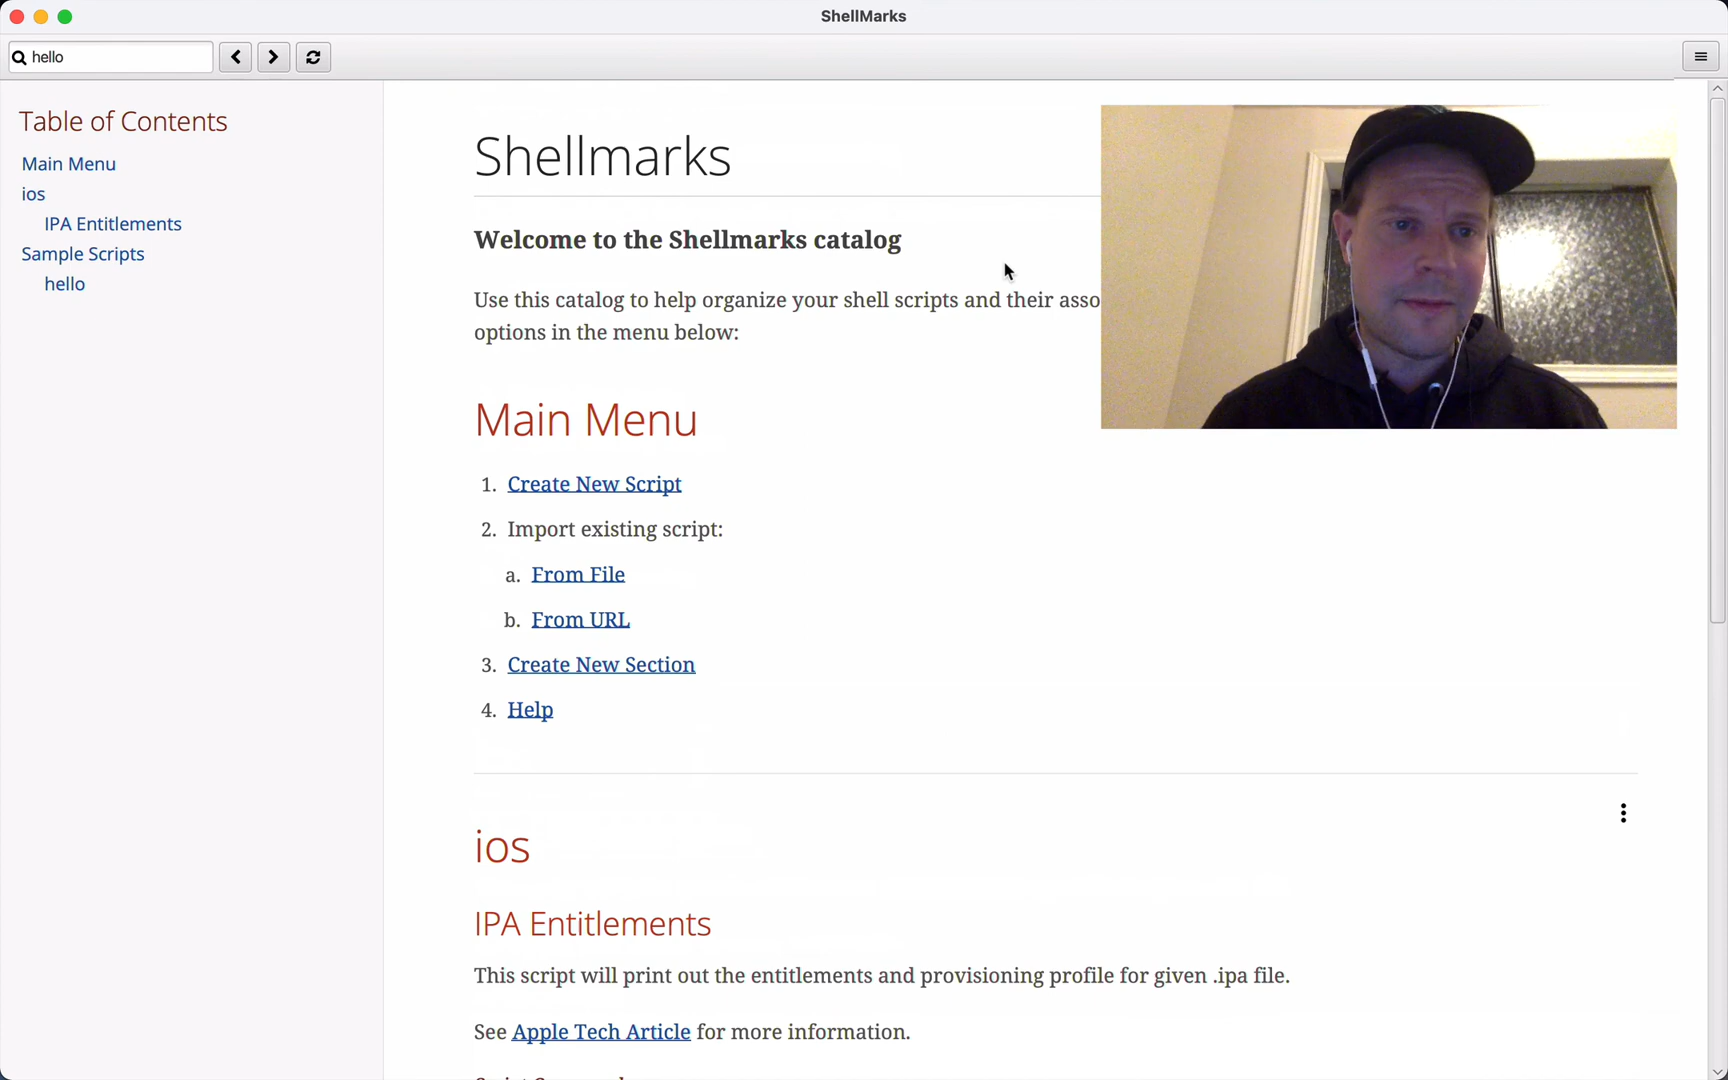 ShellMarks
hello
Table of Contents
Main Menu
ios
IPA Entitlements
Sample Scripts
hello
Shellmarks
Welcome to the Shellmarks catalog
Use this catalog to help organize your shell scripts and their asso
options in the menu below:
Main Menu
1. Create New Script
2. Import existing script:
a. From File
b. From URL
3. Create New Section
4. Help
ios
IPA Entitlements
This script will print out the entitlements and provisioning profile for given .ipa file.
See Apple Tech Article for more information.